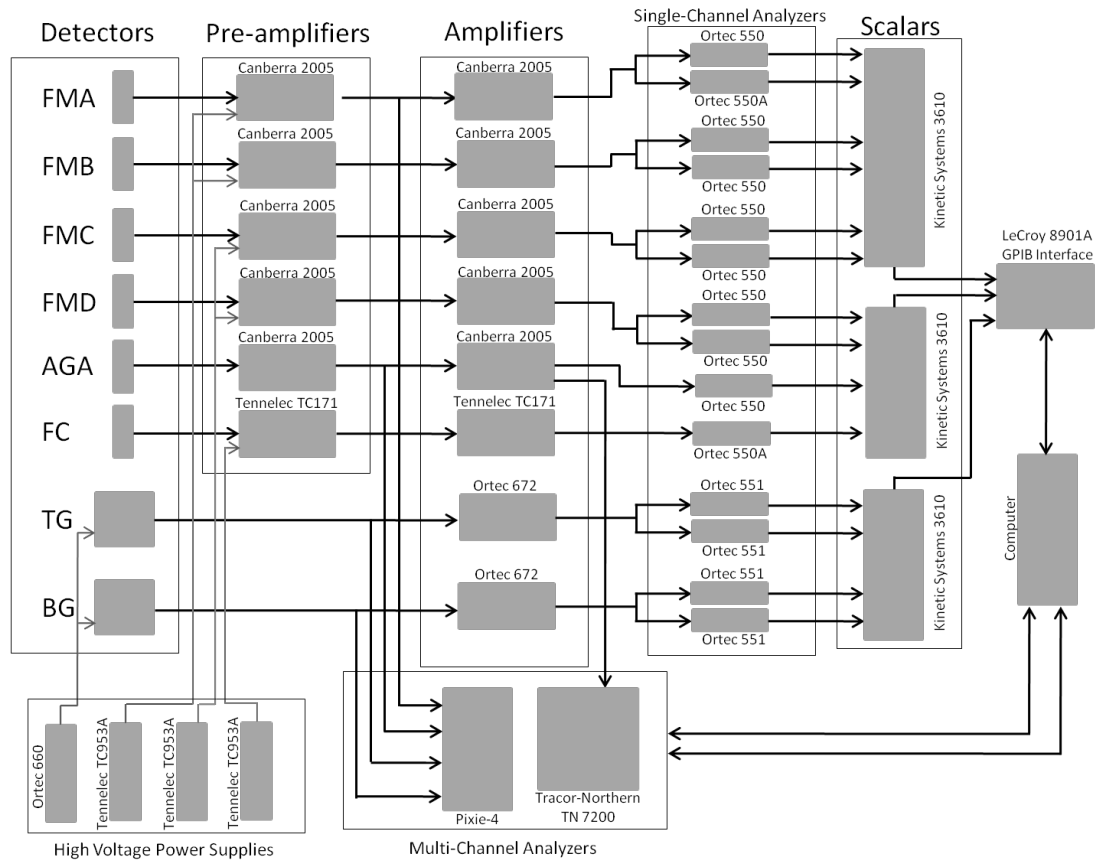 Detectors
Pre-amplifiers
Amplifiers
Single-Channel Analyzers
Scalars
FMA
Canberra 2005
Canberra 2005
Ortec 550
Ortec 550A
FMB
Canberra 2005
Canberra 2005
Ortec 550
Ortec 550
Kinetic Systems 3610
FMC
Canberra 2005
Canberra 2005
Ortec 550
Ortec 550
LeCroy 8901A
GPIB Interface
FMD
Canberra 2005
Canberra 2005
Ortec 550
Ortec 550
Kinetic Systems 3610
AGA
Canberra 2005
Canberra 2005
Ortec 550
FC
Tennelec TC171
Tennelec TC171
Ortec 550A
TG
Ortec 672
Ortec 551
Ortec 551
Kinetic Systems 3610
Computer
BG
Ortec 672
Ortec 551
Ortec 551
Ortec 660
Tennelec TC953A
Tennelec TC953A
Tennelec TC953A
High Voltage Power Supplies
Pixie-4
Tracor-Northern
TN 7200
Multi-Channel Analyzers